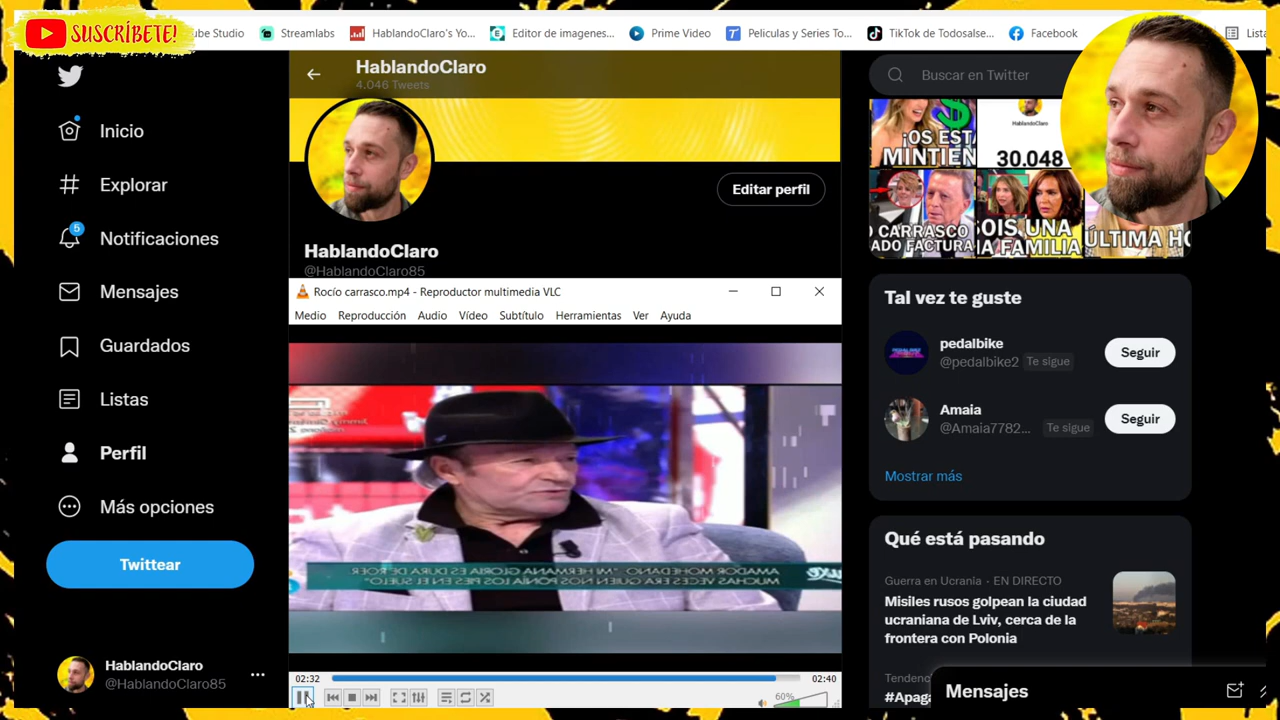 SUSCRÍBETE!
ube Studio
Streamlabs
HablandoClaro's Yo...
Editor de imagenes...
Prime Video
Peliculas y Series To...
TikTok de Todosalse...
Facebook
Lista
HablandoClaro
4.046 Tweets
Buscar en Twitter
Inicio
Explorar
5
Notificaciones
Mensajes
Guardados
Listas
Perfil
Más opciones
Twittear
HablandoClaro
@HablandoClaro85
Editar perfil
HablandoClaro
@HablandoClaro85
Rocío carrasco.mp4 - Reproductor multimedia VLC
Medio Reproducción Audio Vídeo Subtítulo Herramientas Ver Ayuda
AMADOR MOHEDANO: "MI HERMANA GLORIA ES DURA DE ROER
MUCHAS VECES ERA QUIEN NOS PONÍA LOS PIES EN EL SUELO"
02:32
02:40
60%
¡OS EST
MINTIEN
HablandoClaro
30.048
O CARRASCO
ADO FACTURA
OIS UNA
A FAMILIA
ÚLTIMA HO
Tal vez te guste
pedalbike
@pedalbike2 Te sigue
Seguir
Amaia
@Amaia7782... Te sigue
Seguir
Mostrar más
Qué está pasando
Guerra en Ucrania · EN DIRECTO
Misiles rusos golpean la ciudad
ucraniana de Lviv, cerca de la
frontera con Polonia
Tendenc
#Apaga
Mensajes